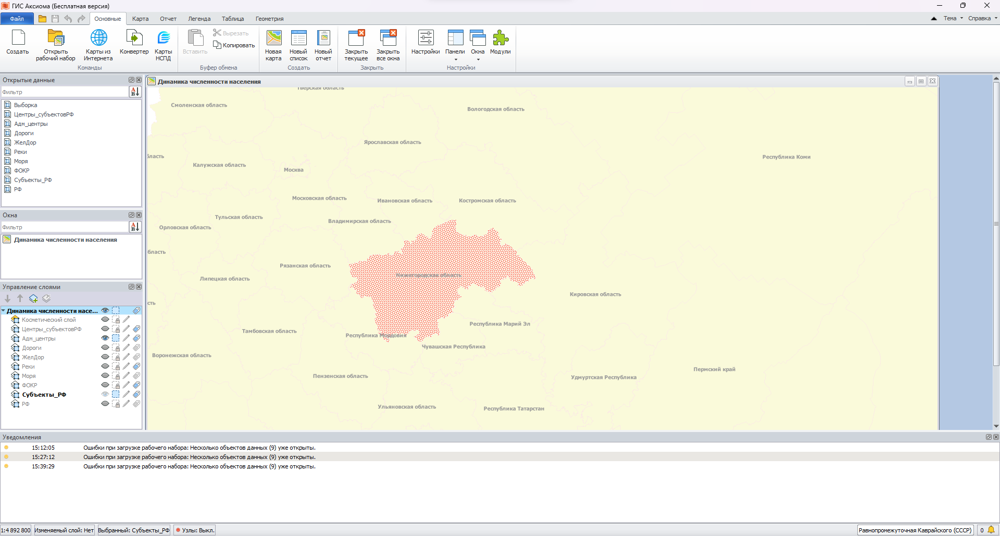 ГИС Аксиома (Бесплатная версия)
Файл
Основные
Карта
Отчет
Легенда
Таблица
Геометрия
Тема
Справка
Создать
Открыть рабочий набор
Карты из Интернета
Конвертер
Карты НСПД
Команды
Вставить
Вырезать
Копировать
Буфер обмена
Новая карта
Новый список
Новый отчет
Создать
Закрыть текущее
Закрыть все окна
Закрыть
Настройки
Панели
Окна
Модули
Настройки
Открытые данные
Фильтр
Выборка
Центры_субъектовРФ
Адм_центры
Дороги
ЖелДор
Реки
Моря
ФОКР
Субъекты_РФ
РФ
Окна
Фильтр
Динамика численности населения
Управление слоями
Динамика численности насе...
Косметический слой
Центры_субъектовРФ
Адм_центры
Дороги
ЖелДор
Реки
Моря
ФОКР
Субъекты_РФ
РФ
Динамика численности населения
Тверская область
Смоленская область
Вологодская область
Ярославская область
бласть
Республика Коми
Калужская область
Москва
Московская область
Ивановская область
Костромская область
Тульская область
Владимирская область
Орловская область
бласть
Рязанская область
Нижегородская область
Липецкая область
Кировская область
сть
Республика Марий Эл
Тамбовская область
Республика Мордовия
Чувашская Республика
Воронежская область
Пермский край
Пензенская область
Удмуртская Республика
Ульяновская область
Республика Татарстан
Уведомления
15:12:05 Ошибки при загрузке рабочего набора: Несколько объектов данных (9) уже открыты.
15:27:12 Ошибки при загрузке рабочего набора: Несколько объектов данных (9) уже открыты.
15:39:29 Ошибки при загрузке рабочего набора: Несколько объектов данных (9) уже открыты.
1:4 892 800
Изменяемый слой: Нет
Выбранный: Субъекты_РФ
Узлы: Выкл.
Равнопромежуточная Каврайского (СССР)
0